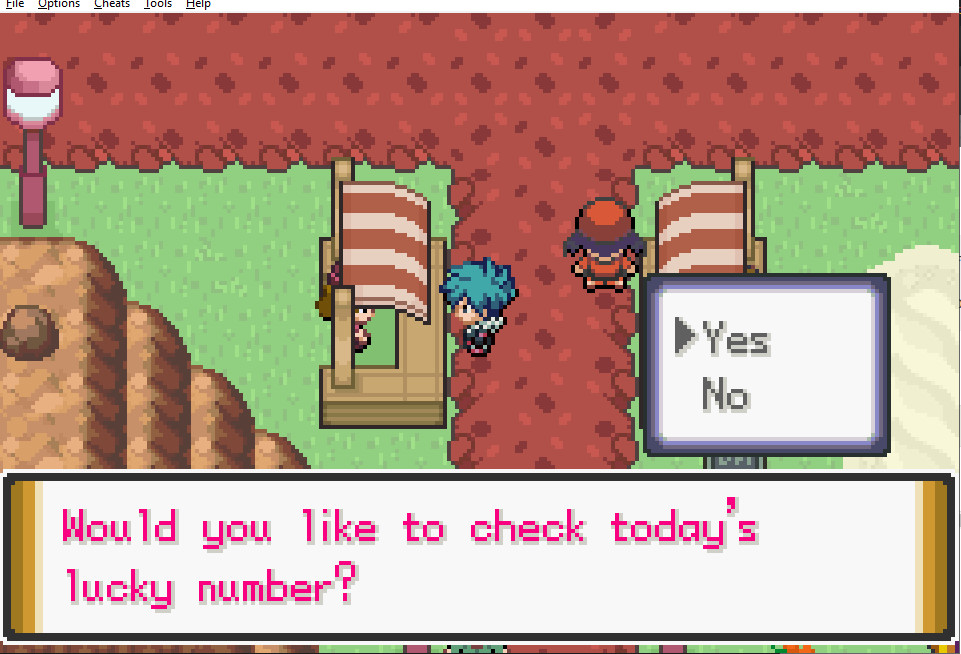 File Options Cheats Tools Help
Yes
No
Would you like to check today's
lucky number?